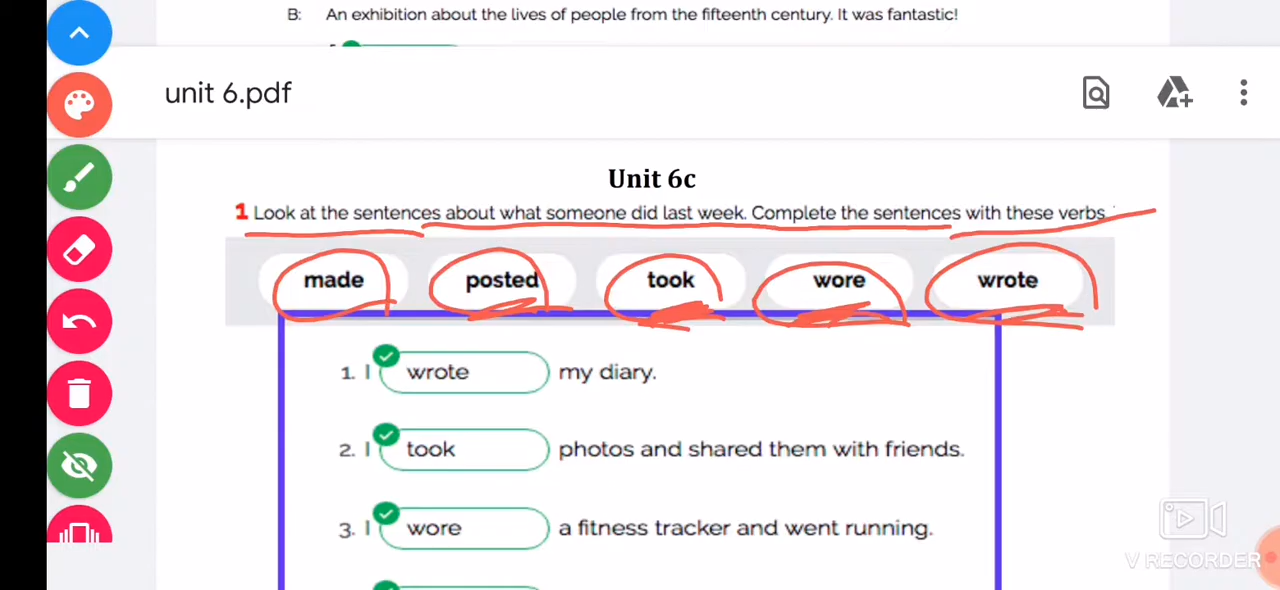 B: An exhibition about the lives of people from the fifteenth century. It was fantastic!
unit 6.pdf
Unit 6c
1 Look at the sentences about what someone did last week. Complete the sentences with these verbs.
made posted took wore wrote
1. I wrote my diary.
2. I took photos and shared them with friends.
3. I wore a fitness tracker and went running.
V RECORDER